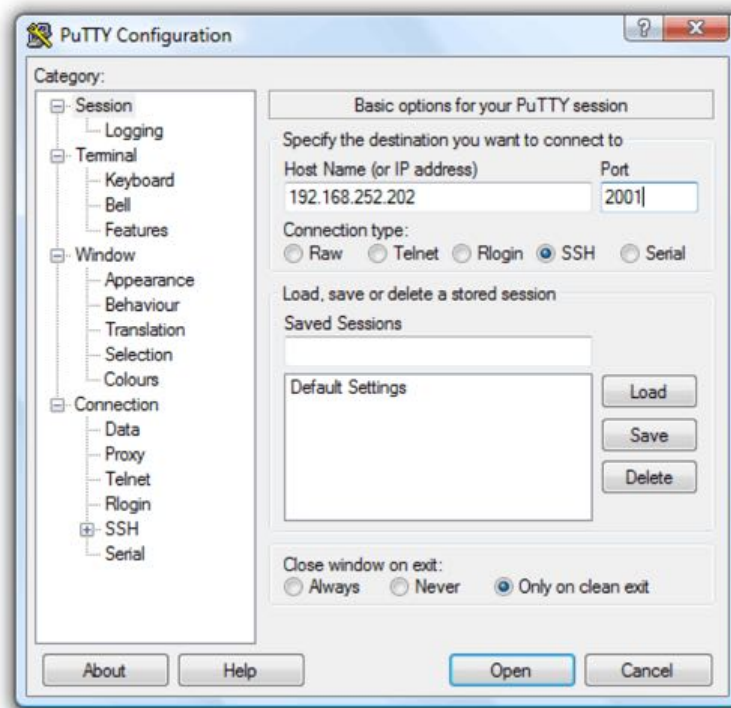 PuTTY Configuration
?
Category:
Session
Logging
Terminal
Keyboard
Bell
Features
Window
Appearance
Behaviour
Translation
Selection
Colours
Connection
Data
Proxy
Telnet
Rlogin
SSH
Serial
Basic options for your PuTTY session
Specify the destination you want to connect to
Host Name (or IP address) Port
192.168.252.202 2001
Connection type:
Raw Telnet Rlogin SSH Serial
Load, save or delete a stored session
Saved Sessions
Default Settings
Load
Save
Delete
Close window on exit:
Always Never Only on clean exit
About Help Open Cancel